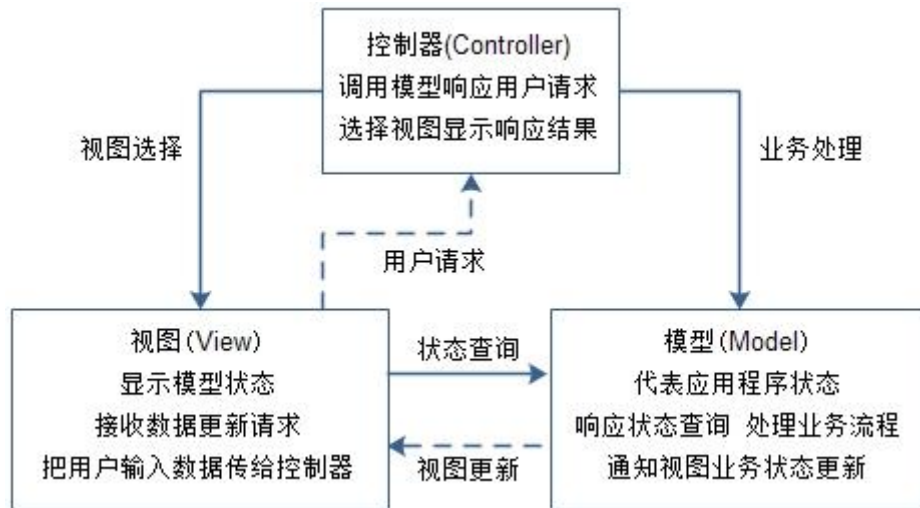 控制器(Controller)
调用模型响应用户请求
选择视图显示响应结果
视图选择
业务处理
用户请求
视图(View)
显示模型状态
接收数据更新请求
把用户输入数据传给控制器
状态查询
视图更新
模型(Model)
代表应用程序状态
响应状态查询 处理业务流程
通知视图业务状态更新